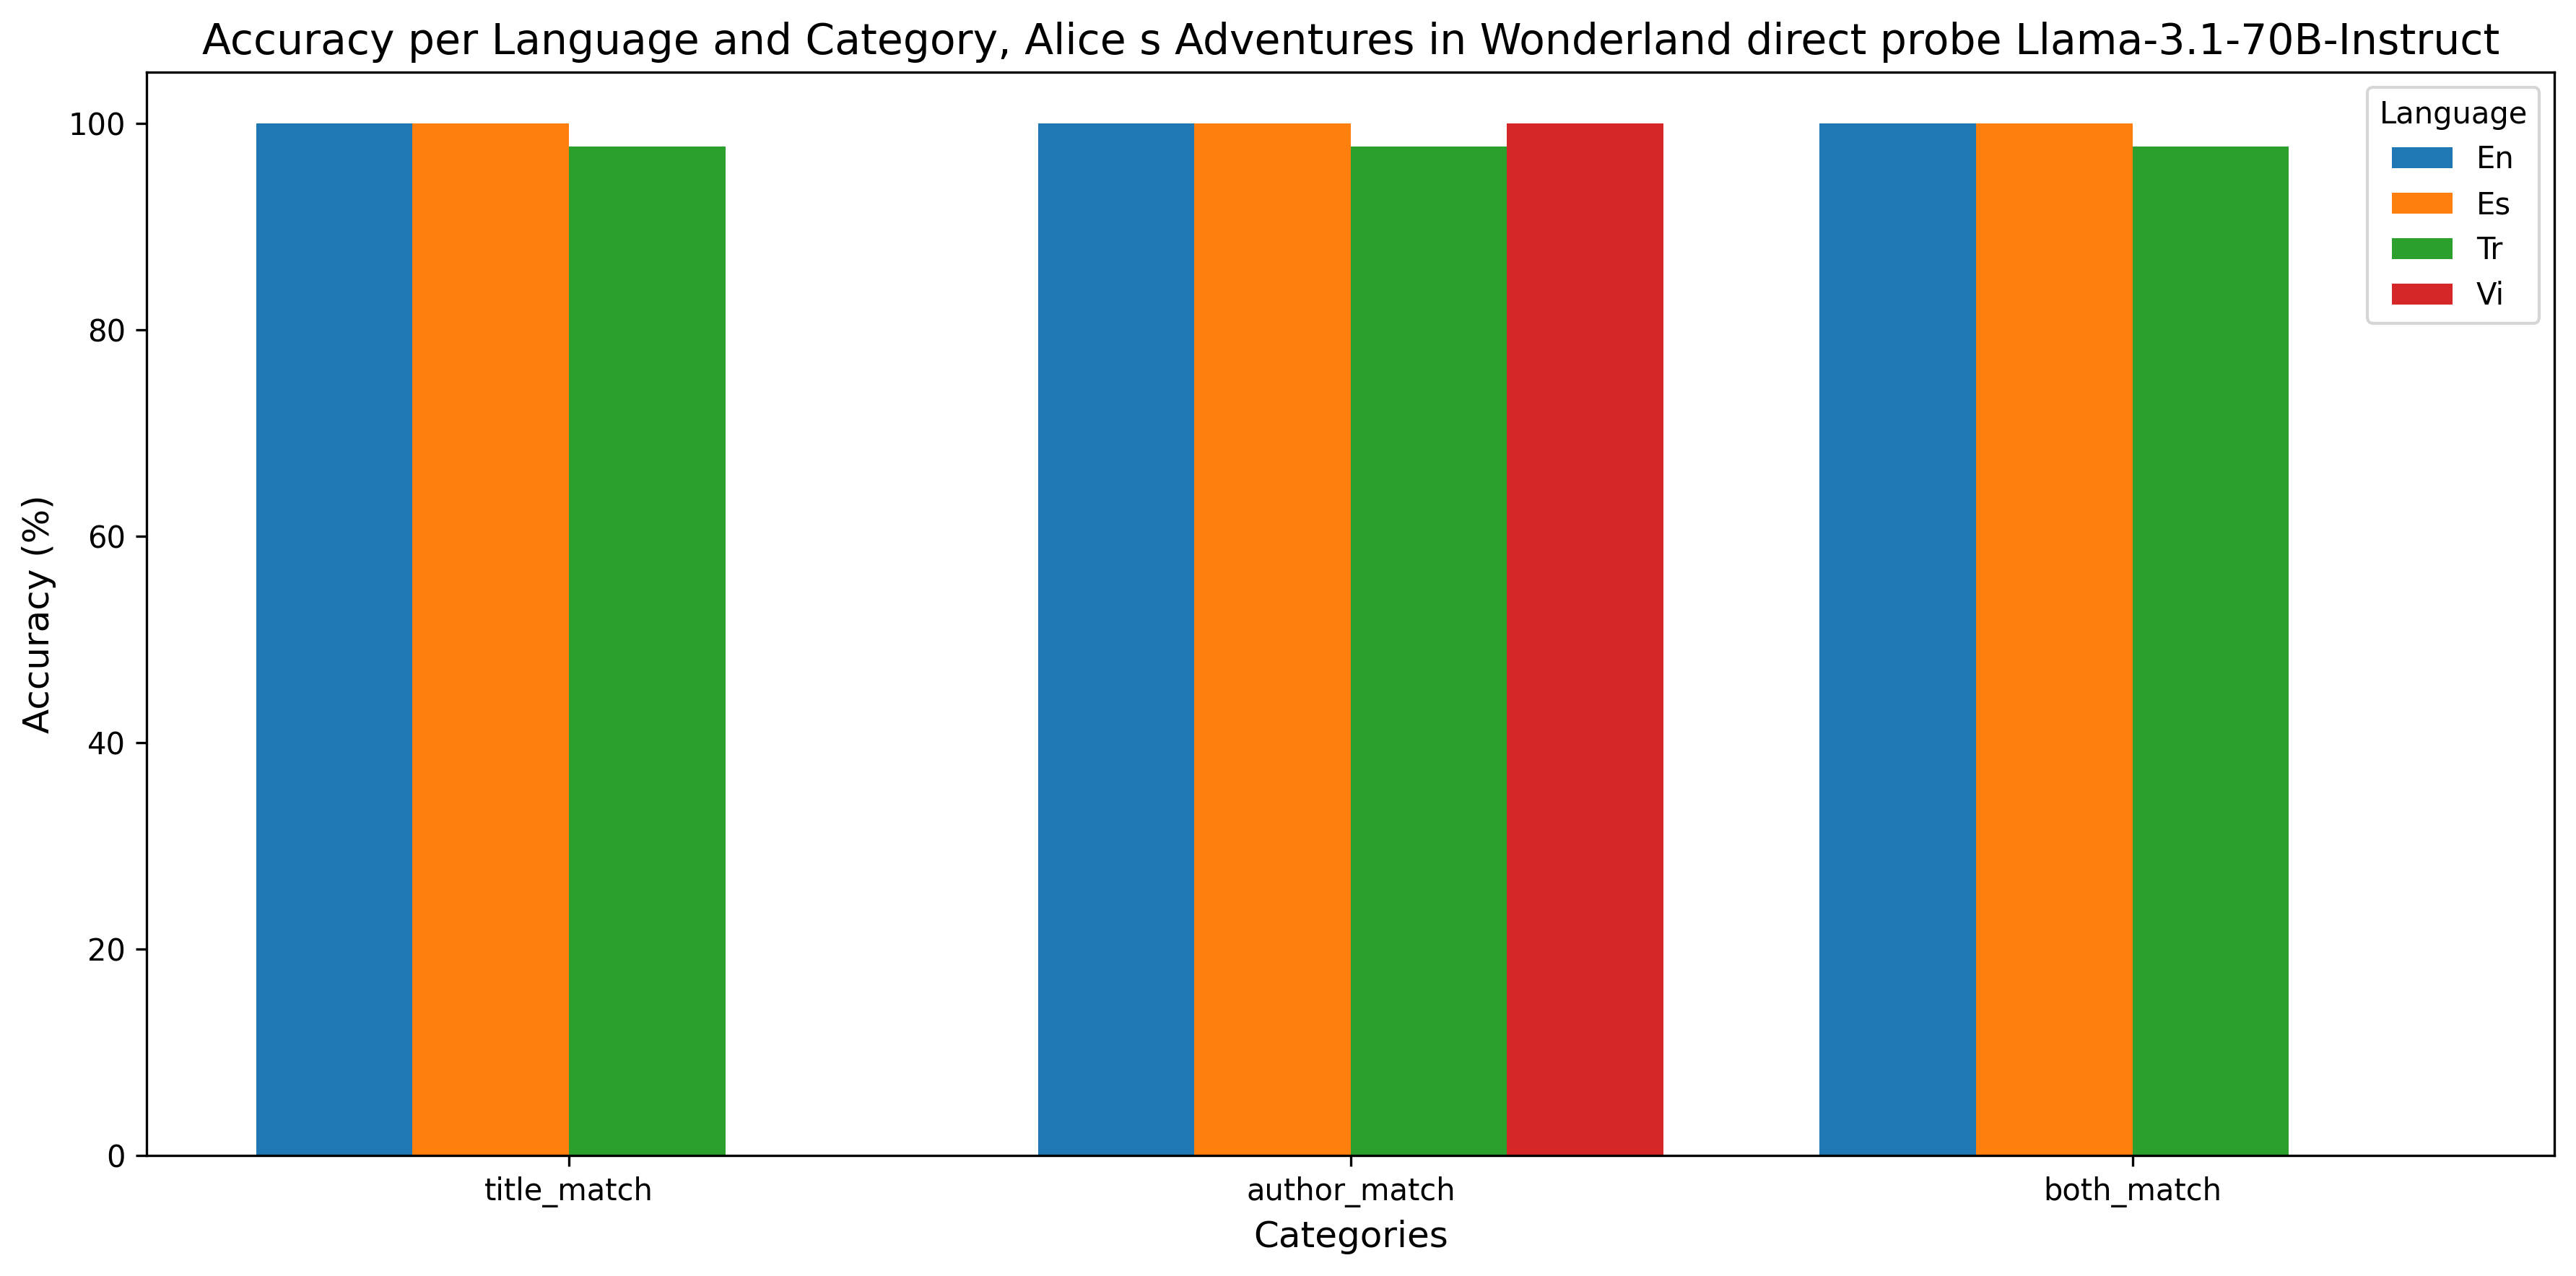 Accuracy per Language and Category, Alice s Adventures in Wonderland direct probe Llama-3.1-70B-Instruct
Language
En
Es
Tr
Vi
Accuracy (%)
100
80
60
40
20
0
title_match
author_match
both_match
Categories